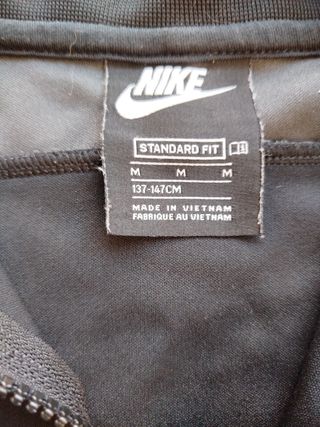 NIKE
STANDARD FIT
M M M
137-147CM
MADE IN VIETNAM
FABRIQUE AU VIETNAM